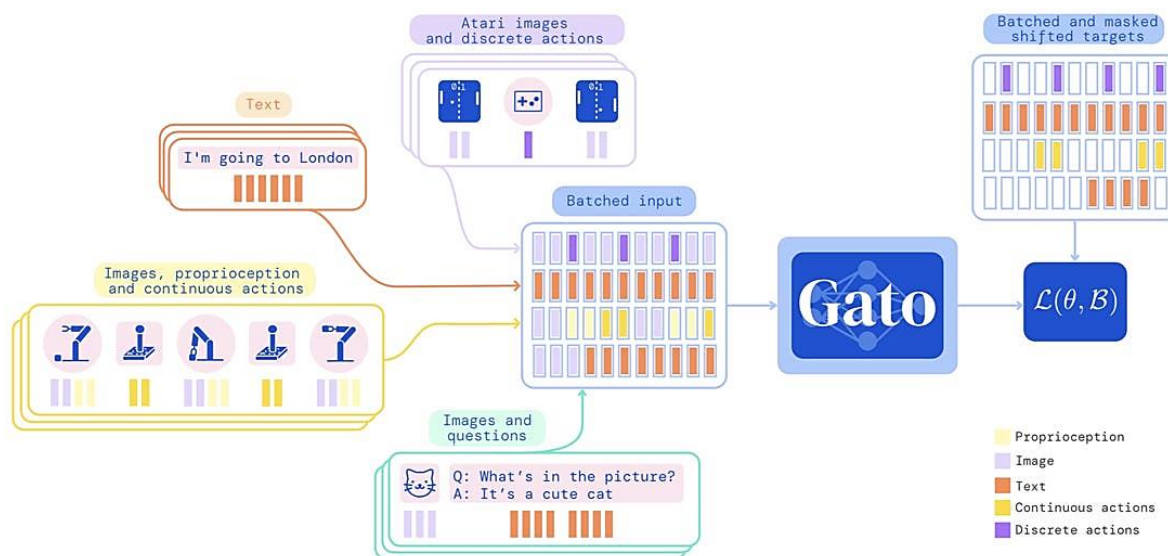 Atari images
and discrete actions
0:1
0:1
Text
I'm going to London
Images, proprioception
and continuous actions
Batched input
Images and
questions
Q: What's in the picture?
A: It's a cute cat
Gato
Batched and masked
shifted targets
ℒ(θ, ℬ)
Proprioception
Image
Text
Continuous actions
Discrete actions